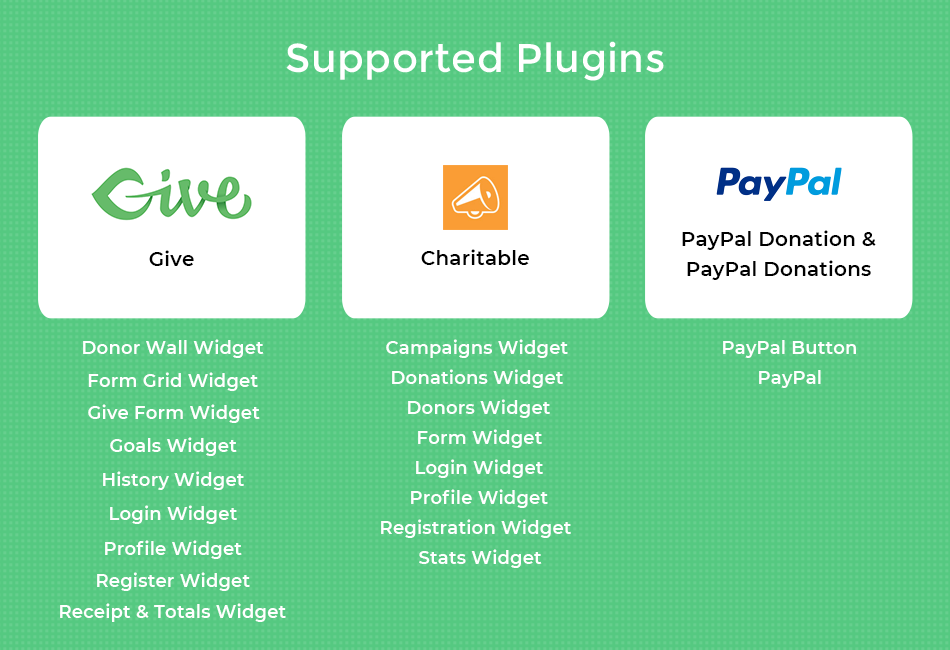 Supported Plugins
Give
Give
Donor Wall Widget
Form Grid Widget
Give Form Widget
Goals Widget
History Widget
Login Widget
Profile Widget
Register Widget
Receipt & Totals Widget
Charitable
Campaigns Widget
Donations Widget
Donors Widget
Form Widget
Login Widget
Profile Widget
Registration Widget
Stats Widget
PayPal
PayPal Donation &
PayPal Donations
PayPal Button
PayPal